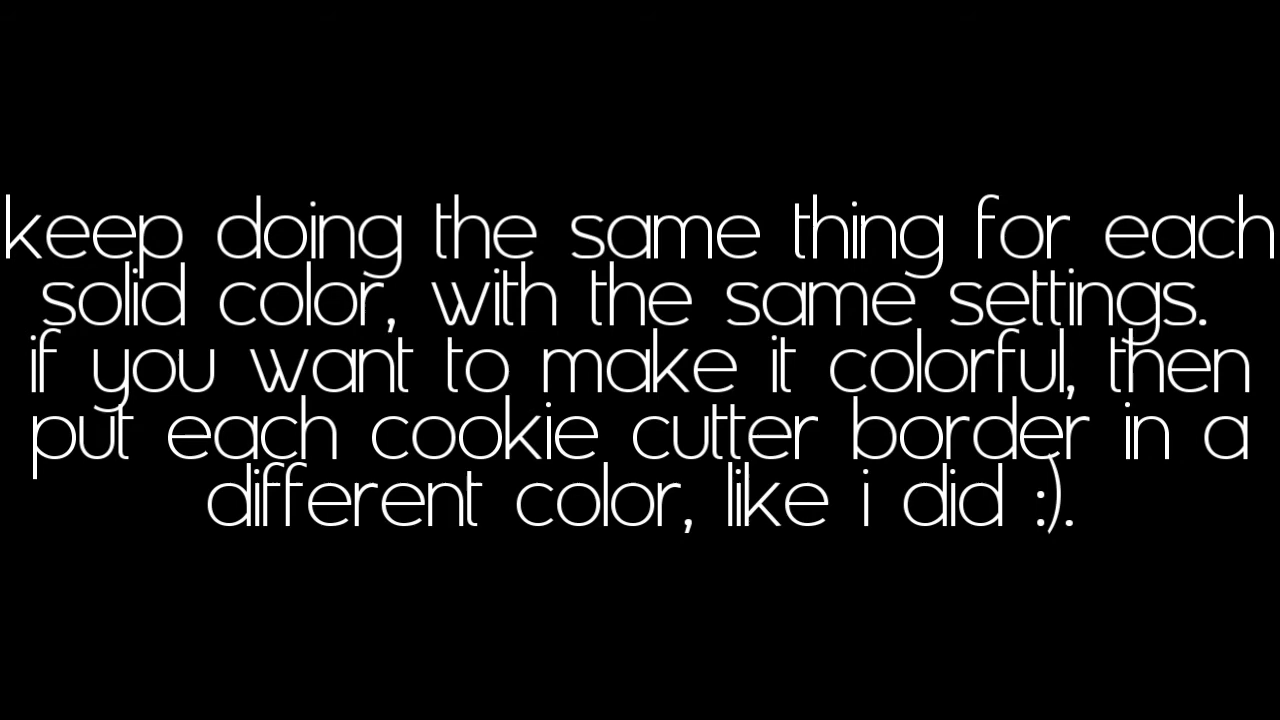 keep doing the same thing for each
solid color, with the same settings.
if you want to make it colorful, then
put each cookie cutter border in a
different color, like i did :).